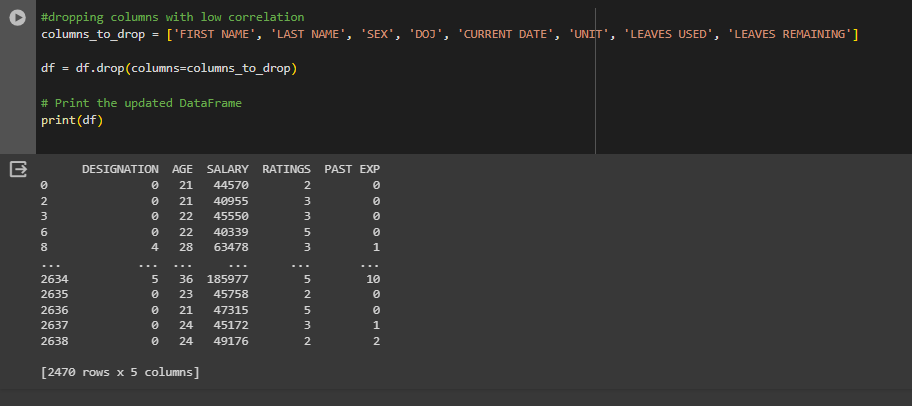 #dropping columns with low correlation
columns_to_drop = ['FIRST NAME', 'LAST NAME', 'SEX', 'DOJ', 'CURRENT DATE', 'UNIT', 'LEAVES USED', 'LEAVES REMAINING']
df = df.drop(columns=columns_to_drop)
# Print the updated DataFrame
print(df)
DESIGNATION AGE SALARY RATINGS PAST EXP
0 0 21 44570 2 0
2 0 21 40955 3 0
3 0 22 45550 3 0
6 0 22 40339 5 0
8 4 28 63478 3 1
... ... ... ... ... ...
2634 5 36 185977 5 10
2635 0 23 45758 2 0
2636 0 21 47315 5 0
2637 0 24 45172 3 1
2638 0 24 49176 2 2
[2470 rows x 5 columns]